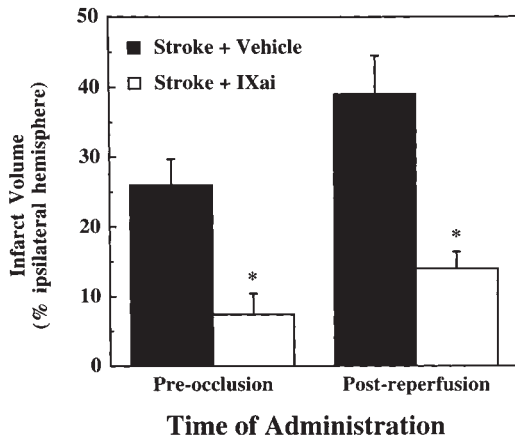 50
40
30
20
10
0
Infarct Volume
(% ipsilateral hemisphere)
Stroke + Vehicle
Stroke + IXai
*
*
Pre-occlusion
Post-reperfusion
Time of Administration